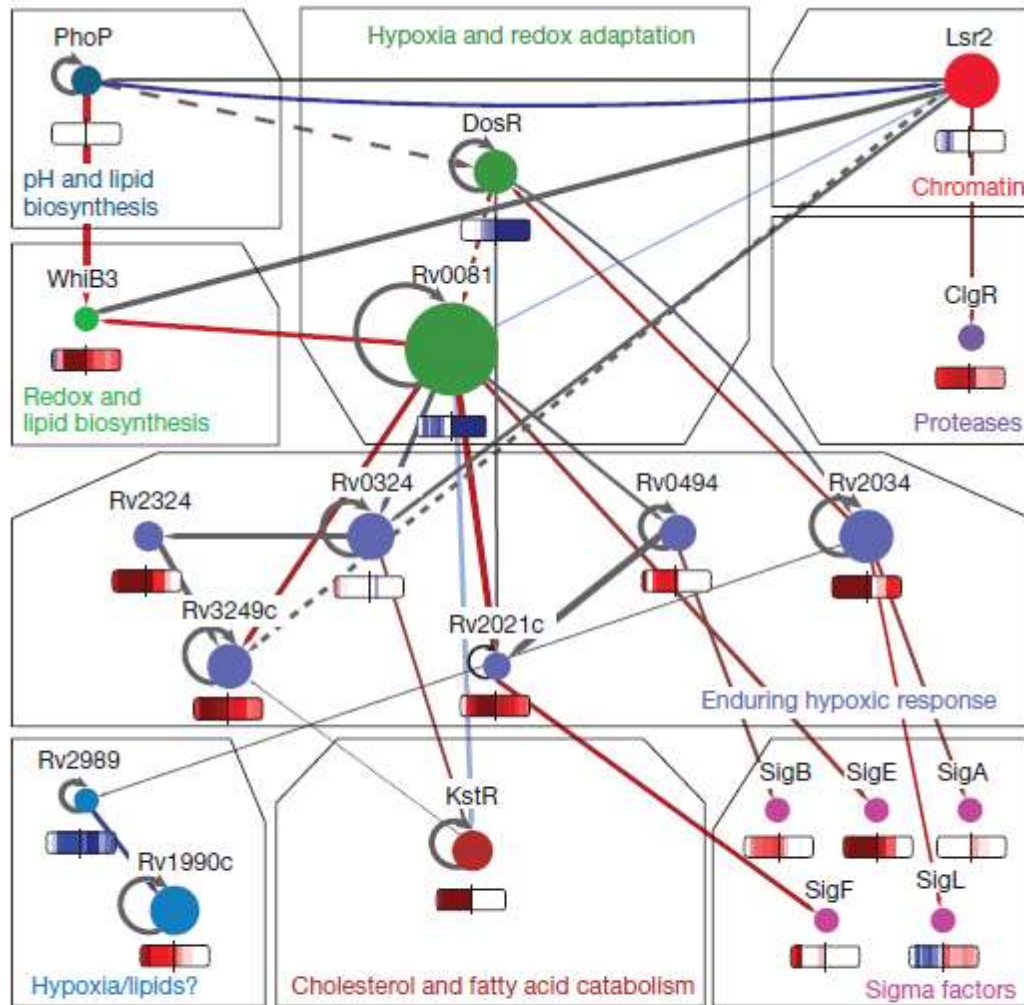 PhoP
Hypoxia and redox adaptation
Lsr2
DosR
pH and lipid
biosynthesis
Chromatin
WhiB3
Rv0081
ClgR
Redox and
lipid biosynthesis
Proteases
Rv2324
Rv0324
Rv0494
Rv2034
Rv3249c
Rv2021c
Enduring hypoxic response
Rv2989
KstR
SigB
SigE
SigA
Rv1990c
SigF
SigL
Hypoxia/lipids?
Cholesterol and fatty acid catabolism
Sigma factors